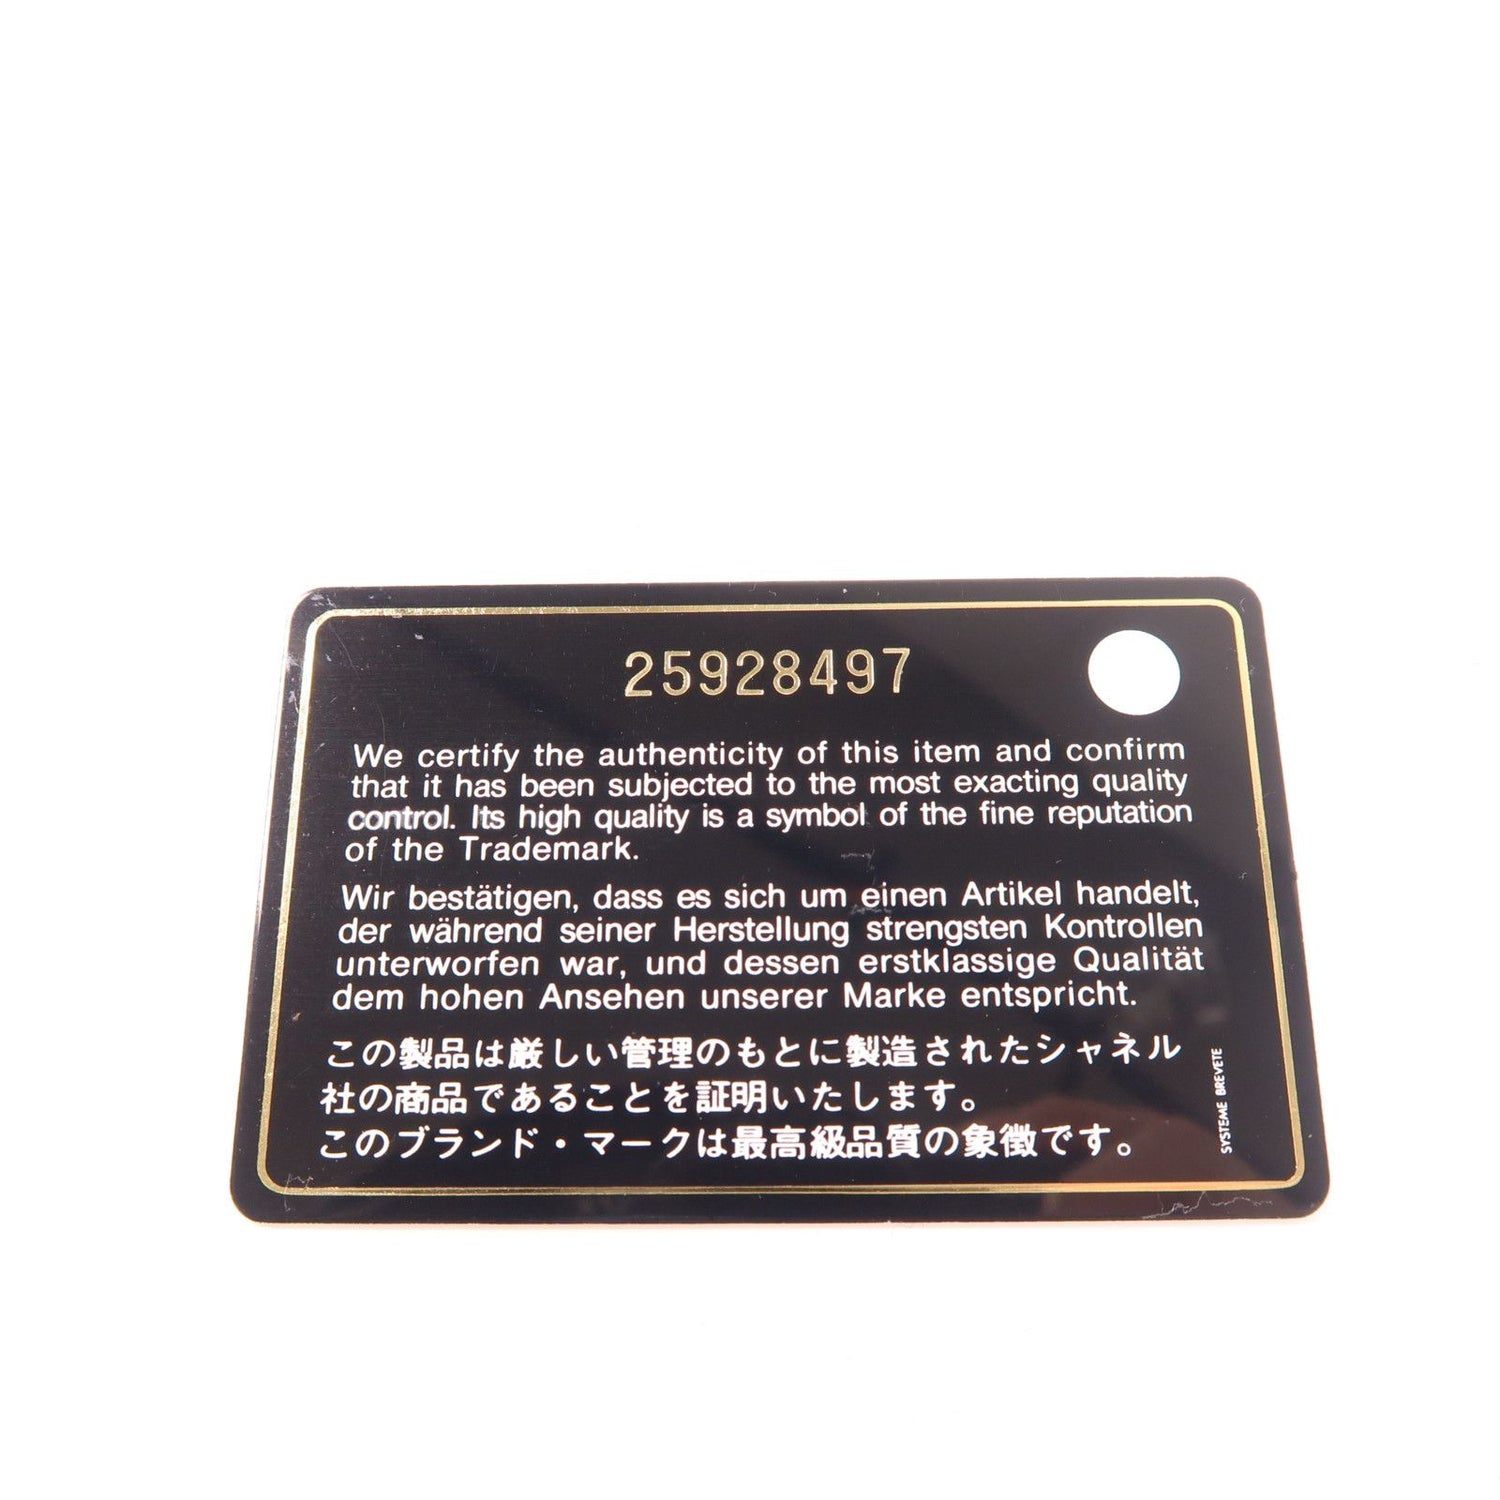 25928497
We certify the authenticity of this item and confirm
that it has been subjected to the most exacting quality
control. Its high quality is a symbol of the fine reputation
of the Trademark.
Wir bestätigen, dass es sich um einen Artikel handelt,
der während seiner Herstellung strengsten Kontrollen
unterworfen war, und dessen erstklassige Qualität
dem hohen Ansehen unserer Marke entspricht.
この製品は厳しい管理のもとに製造されたシャネル
社の商品であることを証明いたします。
このブランド・マークは最高級品質の象徴です。
SYSTEME BREVETE